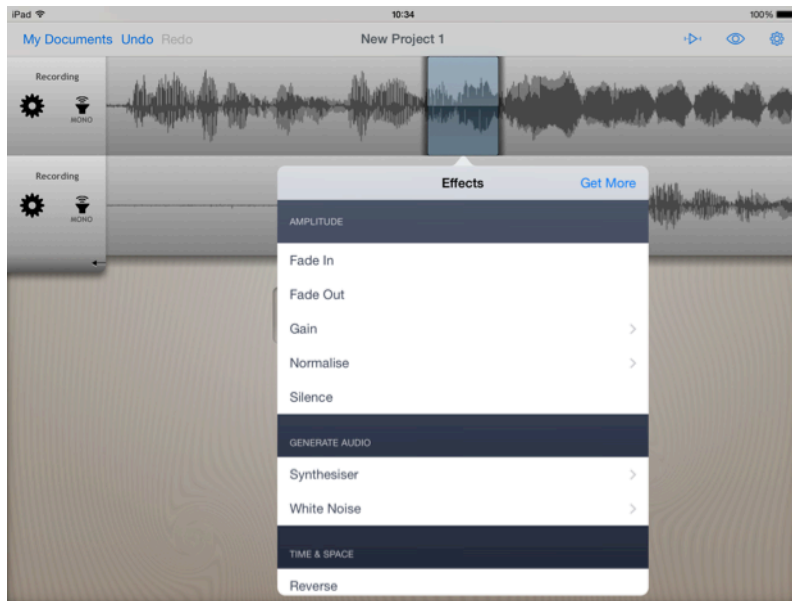 iPad 10:34 100%
My Documents Undo Redo New Project 1
Recording
MONO
Recording
MONO
Effects Get More
AMPLITUDE
Fade In
Fade Out
Gain
Normalise
Silence
GENERATE AUDIO
Synthesiser
White Noise
TIME & SPACE
Reverse